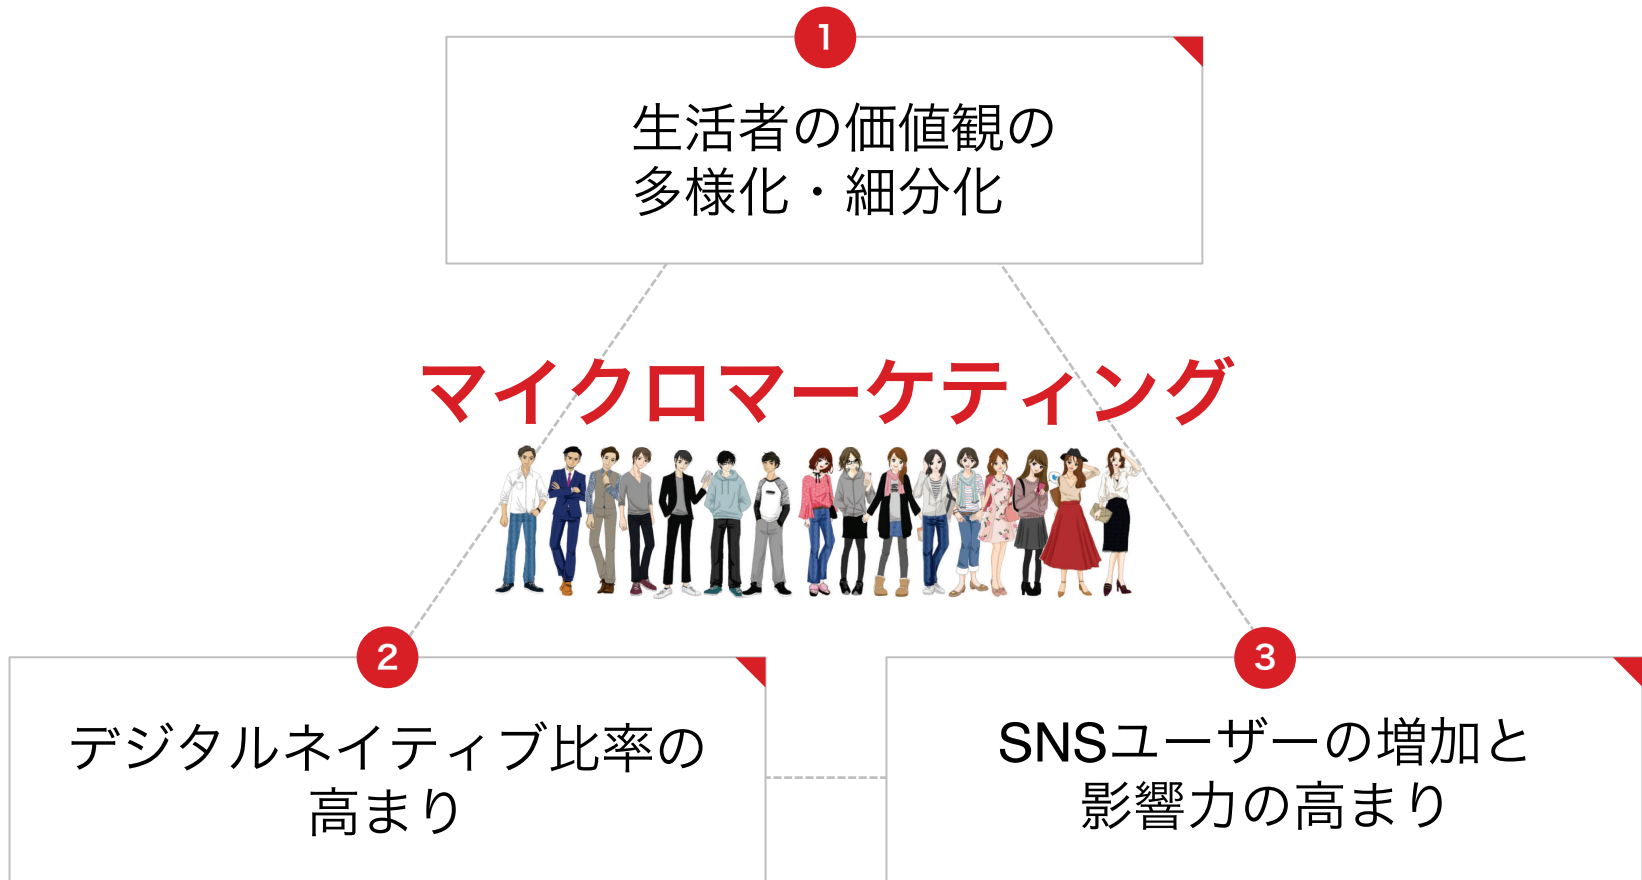 1
生活者の価値観の
多様化・細分化
マイクロマーケティング
2
デジタルネイティブ比率の
高まり
3
SNSユーザーの増加と
影響力の高まり